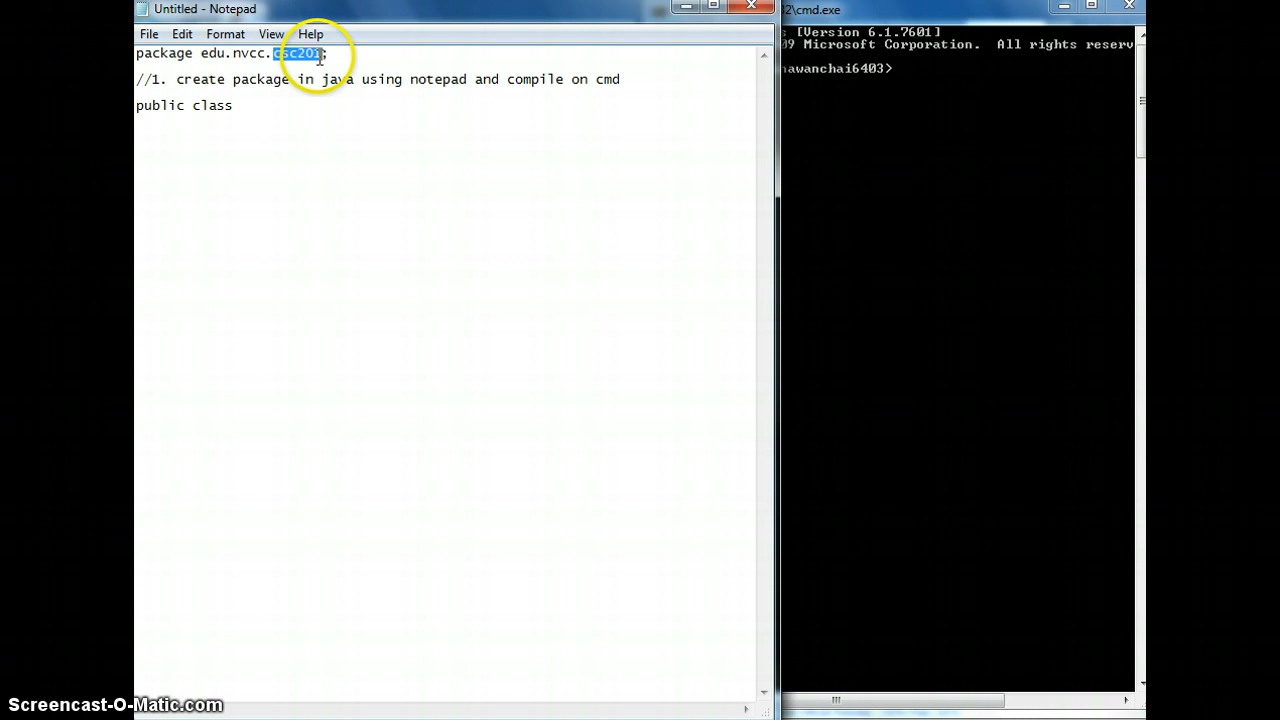 Untitled - Notepad
File Edit Format View Help
package edu.nvcc.csc201;
//1. create package in java using notepad and compile on cmd
public class
2\cmd.exe
s [Version 6.1.7601]
09 Microsoft Corporation. All rights reserv
nawanchai6403>
Screencast-O-Matic.com